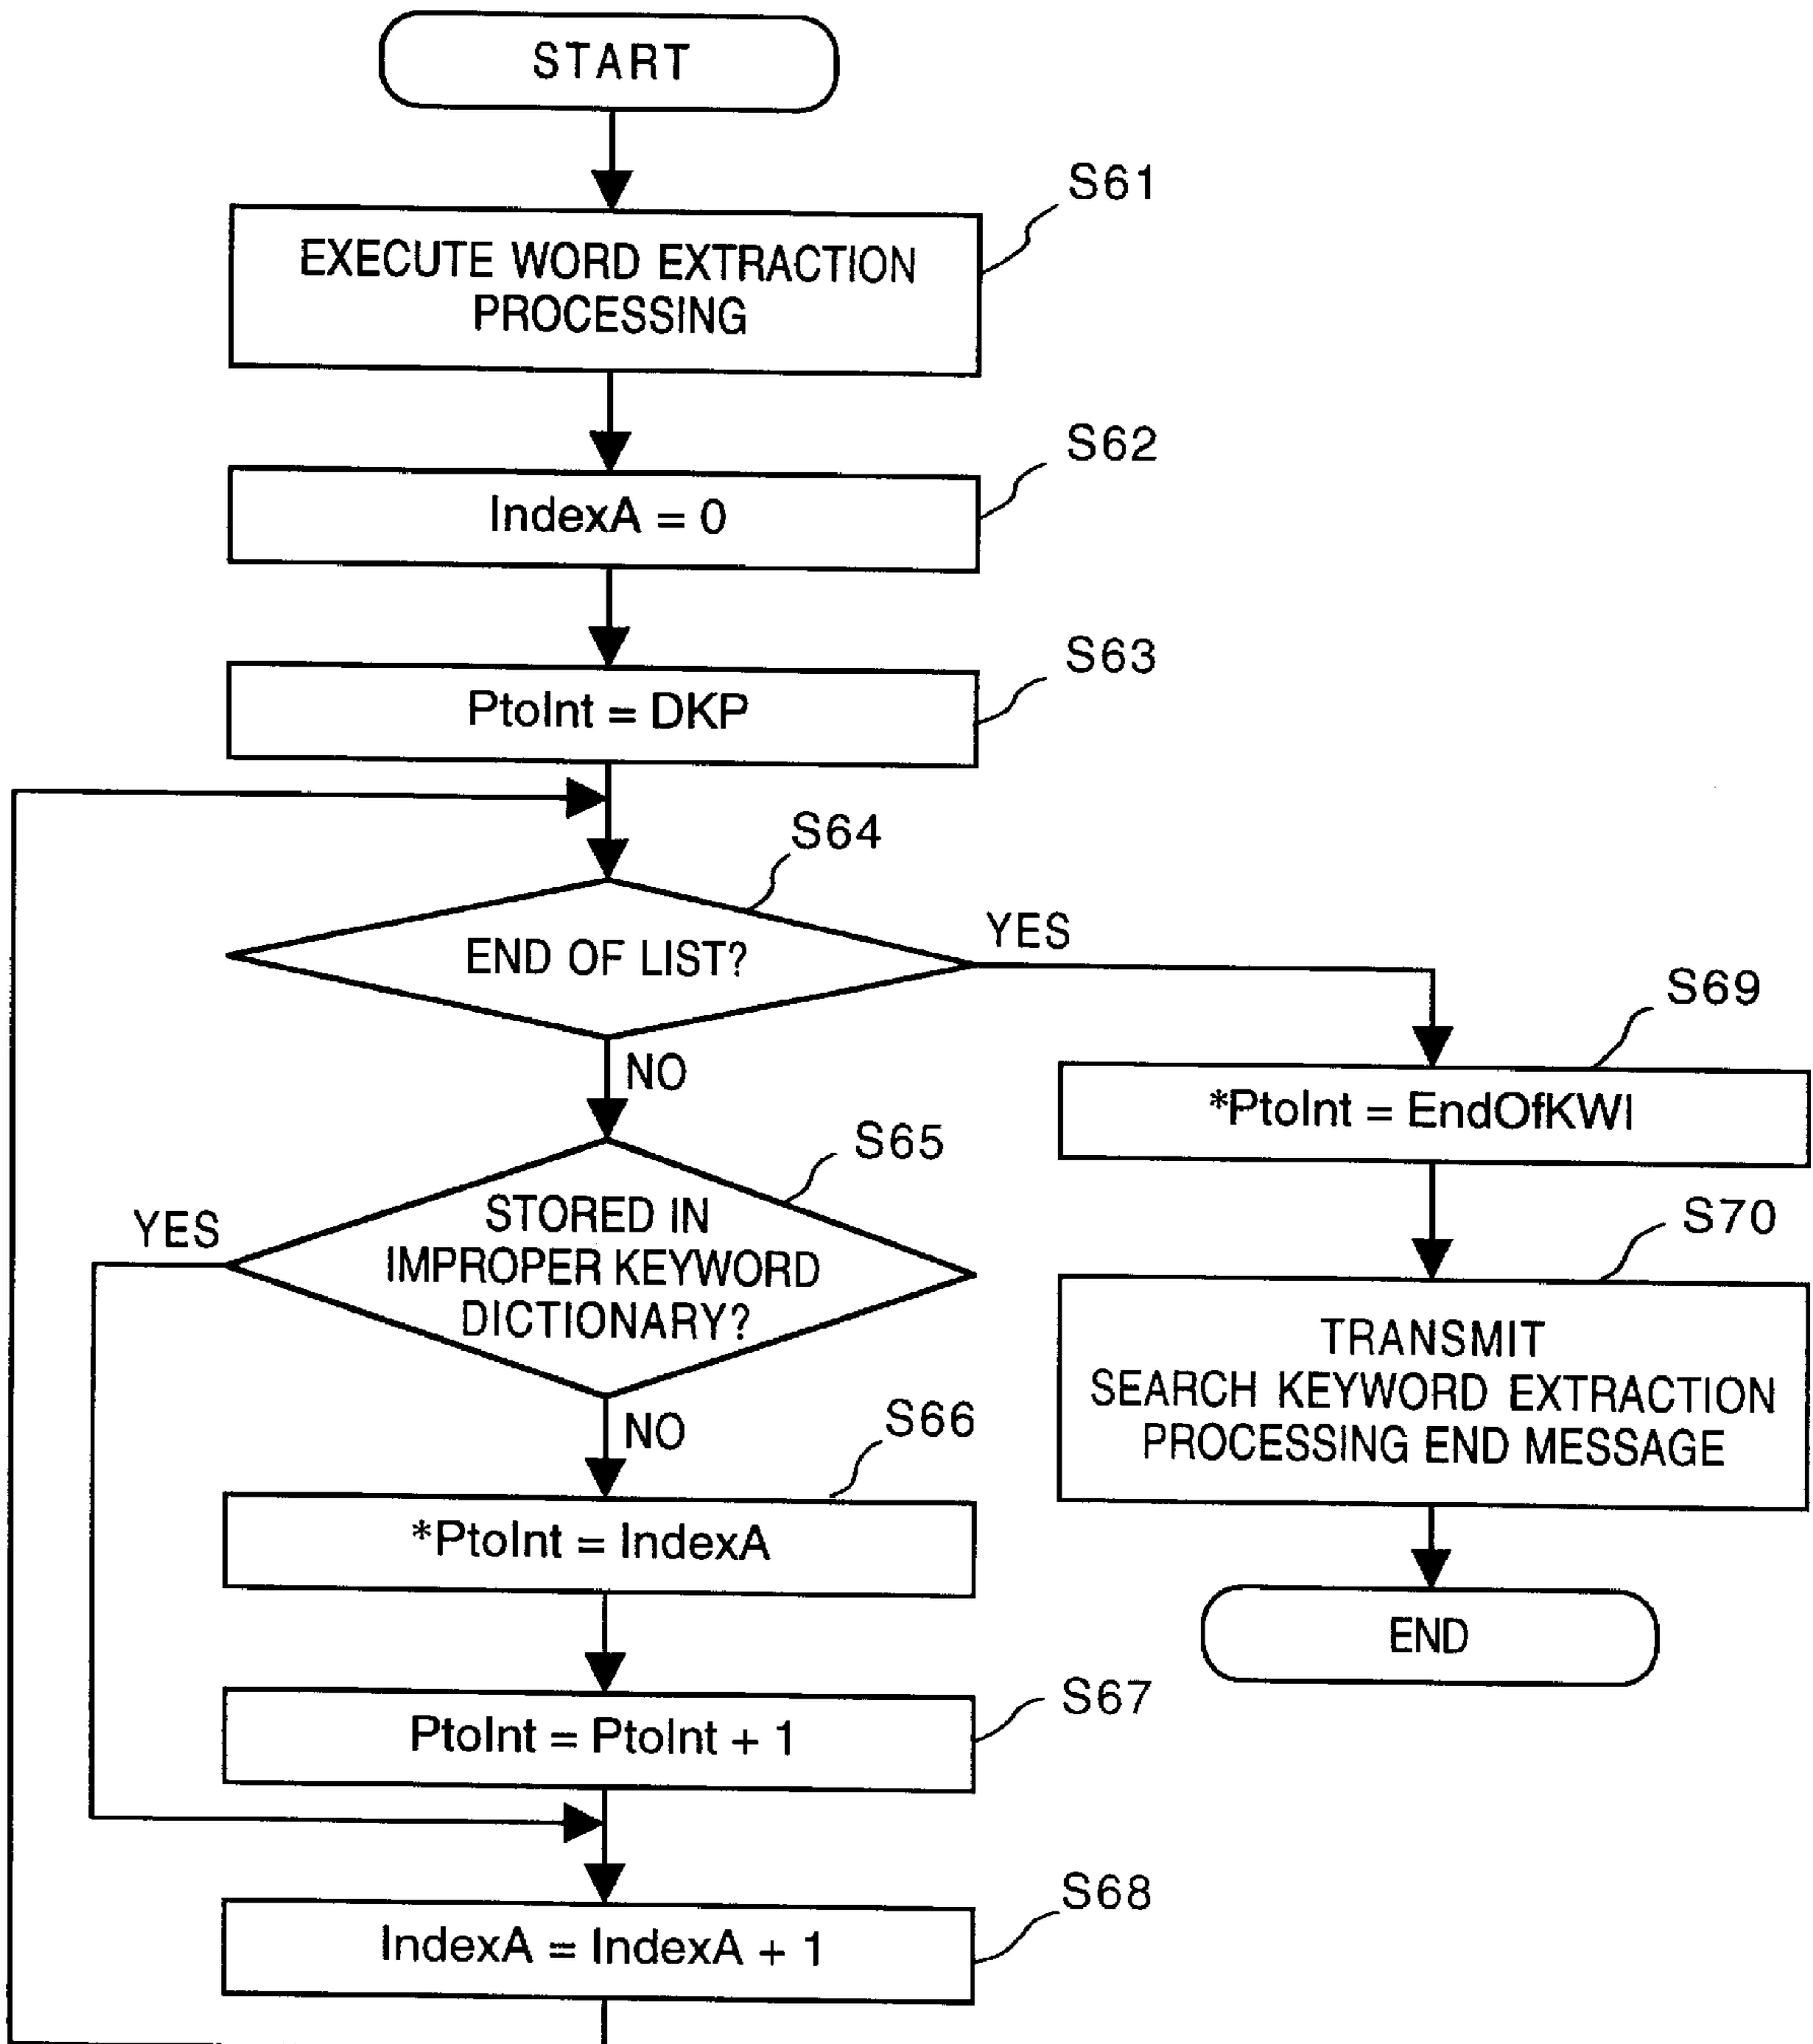 START
S61
EXECUTE WORD EXTRACTION
PROCESSING
S62
IndexA = 0
S63
PtoInt = DKP
S64
END OF LIST?
YES
NO
S65
STORED IN
IMPROPER KEYWORD
DICTIONARY?
YES
NO
S66
*PtoInt = IndexA
S67
PtoInt = PtoInt + 1
S68
IndexA = IndexA + 1
S69
*PtoInt = EndOfKWI
S70
TRANSMIT
SEARCH KEYWORD EXTRACTION
PROCESSING END MESSAGE
END